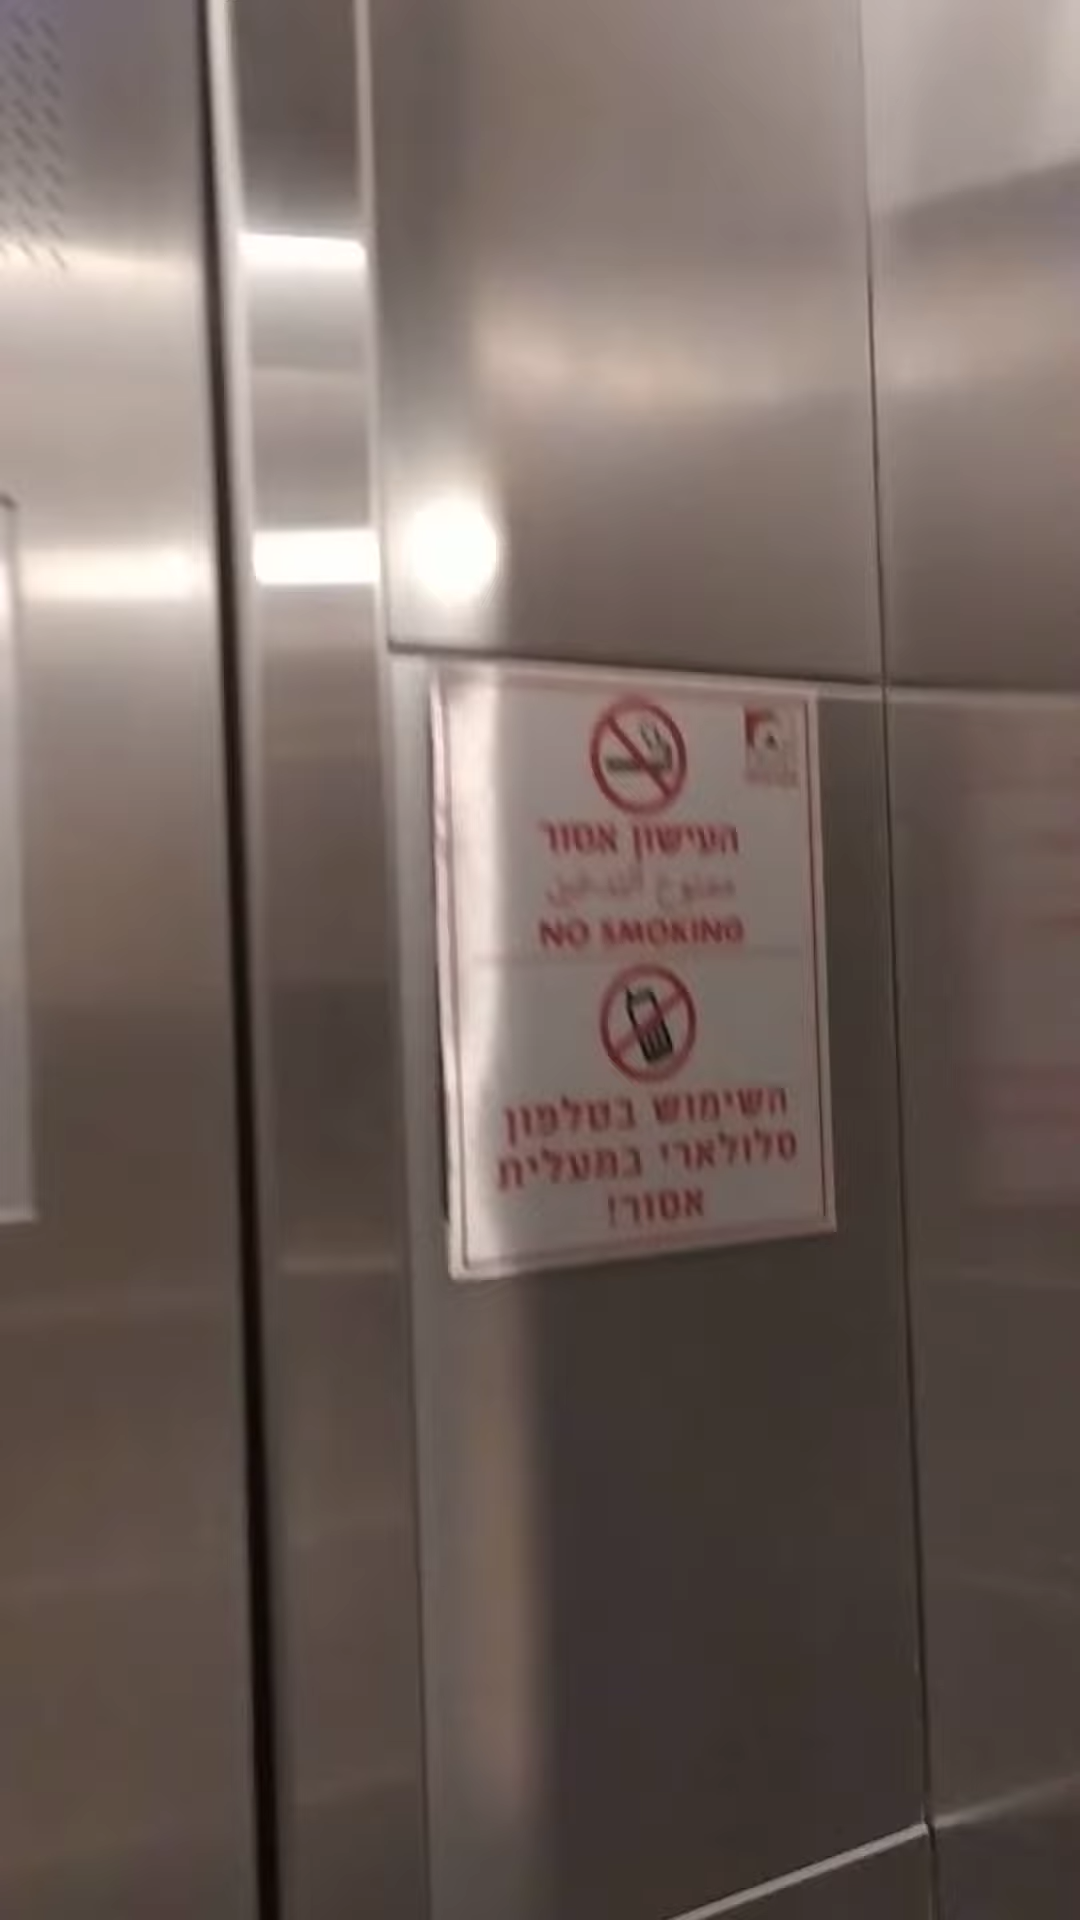 העישון אסור
ممنوع التدخين
NO SMOKING
השימוש בטלפון
סלולארי במעלית
אסור!